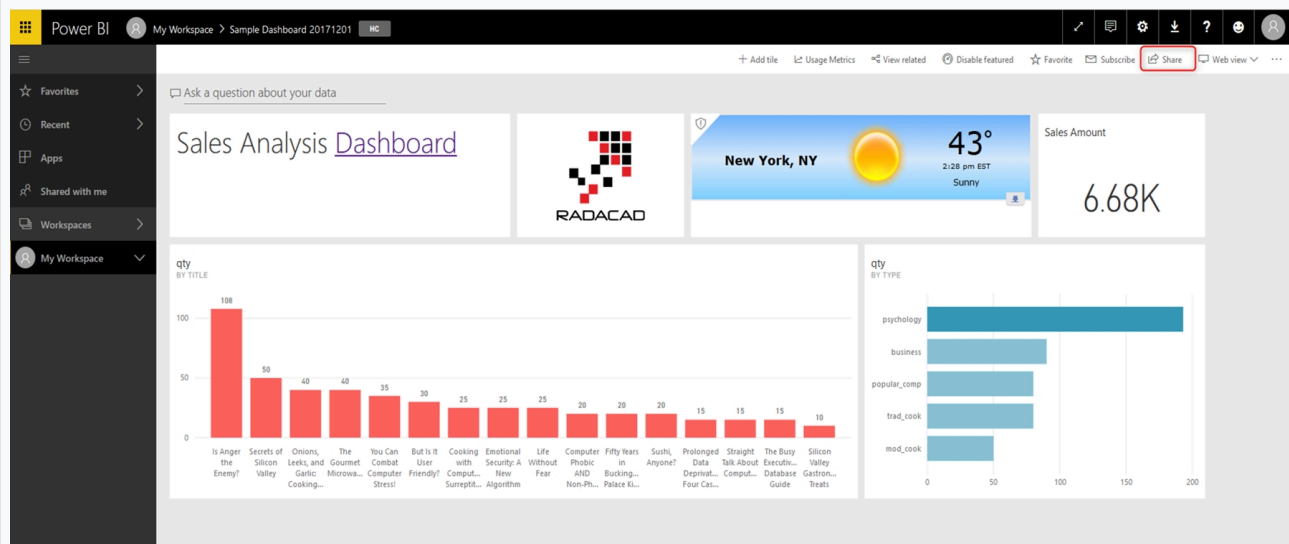 Power BI My Workspace > Sample Dashboard 20171201 HC
Add tile Usage Metrics View related Disable featured Favorite Subscribe Share Web view ...
Favorites
Recent
Apps
Shared with me
Workspaces
My Workspace
Ask a question about your data
Sales Analysis Dashboard
RADACAD
New York, NY
43°
2:28 pm EST
Sunny
Sales Amount
6.68K
qty
BY TITLE
108
100
50
50
40
40
35
30
25
25
25
20
20
20
15
15
15
10
0
Is Anger
the
Enemy?
Secrets of
Silicon
Valley
Onions,
Leeks, and
Garlic
Cooking...
The
Gourmet
Microwa...
You Can
Combat
Computer
Stress!
But Is It
User
Friendly?
Cooking
with
Comput...
Surreptit...
Emotional
Security: A
New
Algorithm
Life
Without
Fear
Computer
Phobic
AND
Non-Ph...
Fifty Years
in
Bucking...
Palace Ki...
Sushi,
Anyone?
Prolonged
Data
Deprivat...
Four Cas...
Straight
Talk About
Comput...
The Busy
Executiv...
Database
Guide
Silicon
Valley
Gastron...
Treats
qty
BY TYPE
psychology
business
popular_comp
trad_cook
mod_cook
0 50 100 150 200